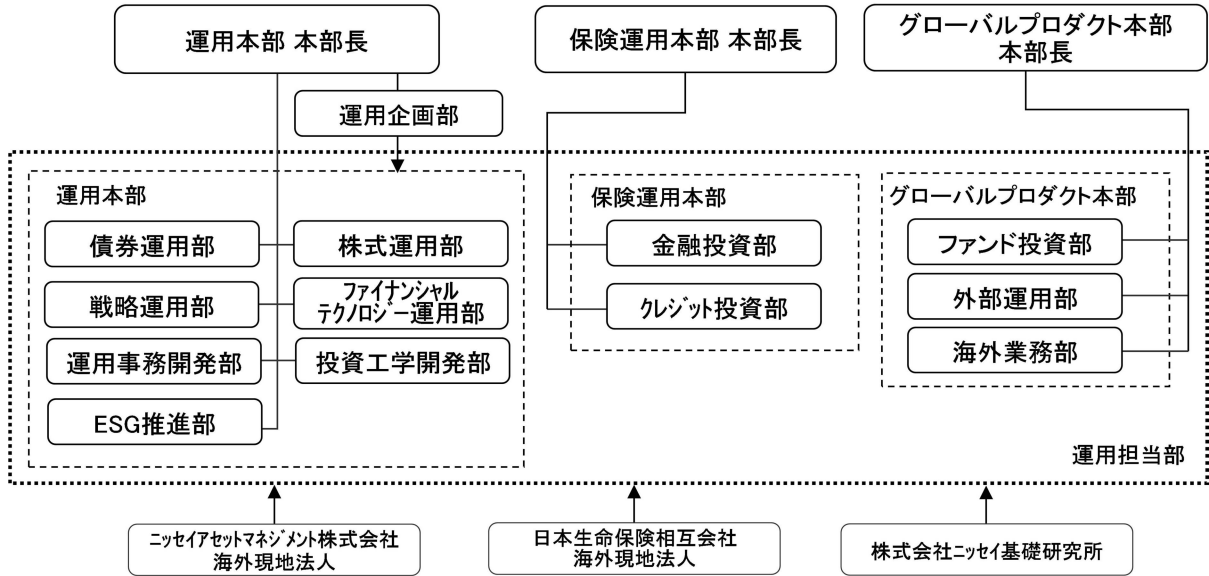 運用本部 本部長
保険運用本部 本部長
グローバルプロダクト本部
本部長
運用企画部
運用本部
債券運用部
株式運用部
戦略運用部
ファイナンシャル
テクノロジー運用部
運用事務開発部
投資工学開発部
ESG推進部
保険運用本部
金融投資部
クレジット投資部
グローバルプロダクト本部
ファンド投資部
外部運用部
海外業務部
運用担当部
ニッセイアセットマネジメント株式会社
海外現地法人
日本生命保険相互会社
海外現地法人
株式会社ニッセイ基礎研究所